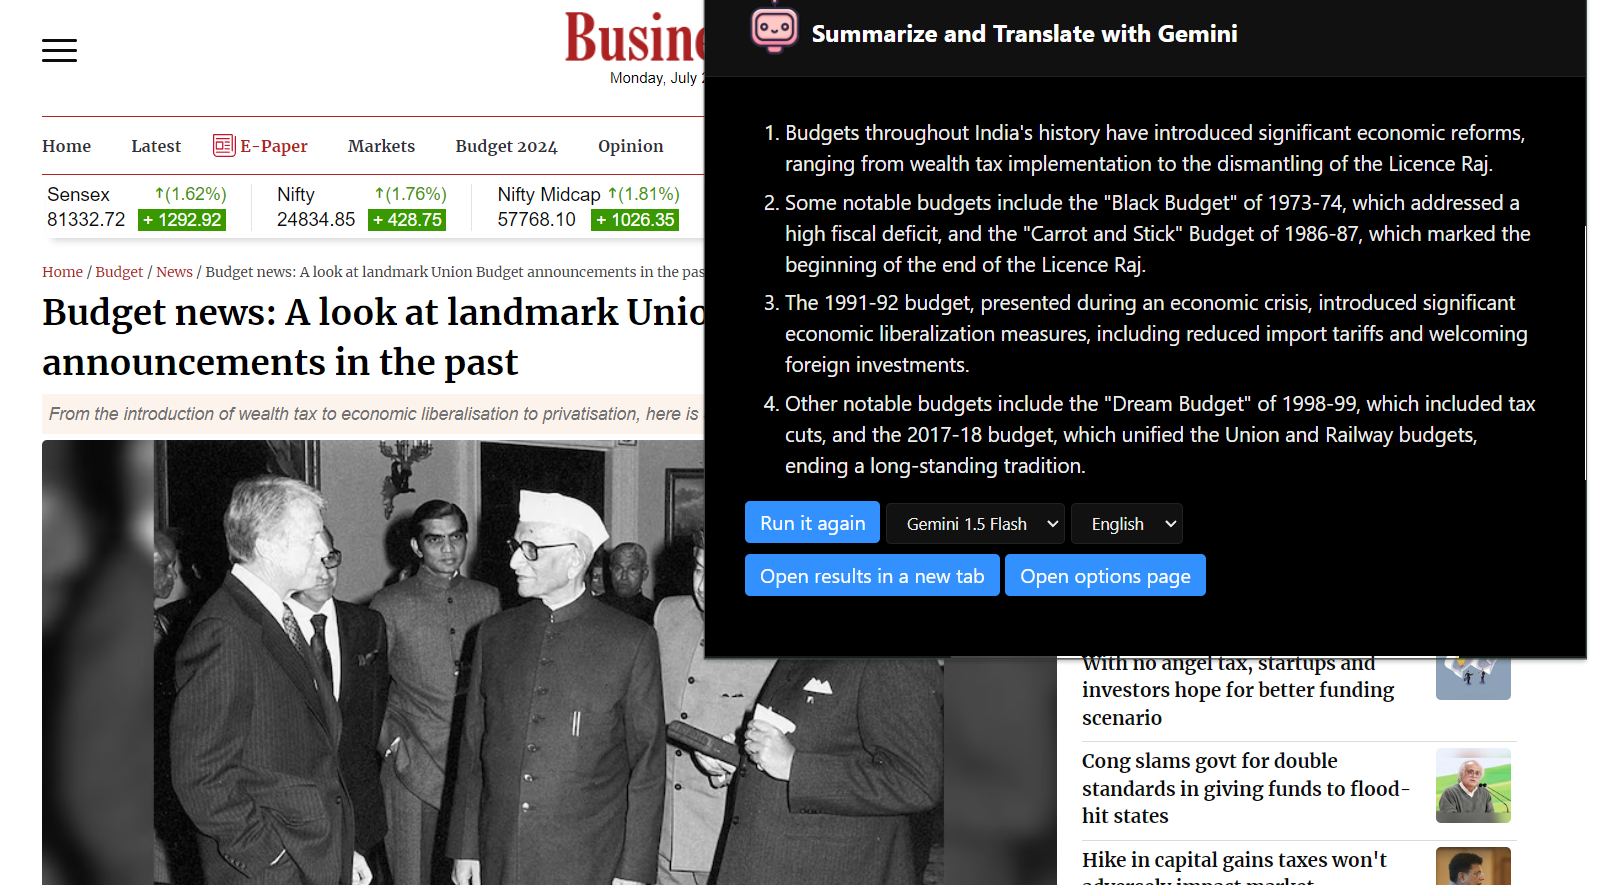 Busine
Monday, July
Home Latest E-Paper Markets Budget 2024 Opinion
Sensex ↑(1.62%) Nifty ↑(1.76%) Nifty Midcap ↑(1.81%)
81332.72 + 1292.92 24834.85 + 428.75 57768.10 + 1026.35
Home / Budget / News / Budget news: A look at landmark Union Budget announcements in the pas
Budget news: A look at landmark Unio
announcements in the past
From the introduction of wealth tax to economic liberalisation to privatisation, here is
Summarize and Translate with Gemini
1. Budgets throughout India's history have introduced significant economic reforms,
ranging from wealth tax implementation to the dismantling of the Licence Raj.
2. Some notable budgets include the "Black Budget" of 1973-74, which addressed a
high fiscal deficit, and the "Carrot and Stick" Budget of 1986-87, which marked the
beginning of the end of the Licence Raj.
3. The 1991-92 budget, presented during an economic crisis, introduced significant
economic liberalization measures, including reduced import tariffs and welcoming
foreign investments.
4. Other notable budgets include the "Dream Budget" of 1998-99, which included tax
cuts, and the 2017-18 budget, which unified the Union and Railway budgets,
ending a long-standing tradition.
Run it again Gemini 1.5 Flash English
Open results in a new tab Open options page
With no angel tax, startups and
investors hope for better funding
scenario
Cong slams govt for double
standards in giving funds to flood-
hit states
Hike in capital gains taxes won't
adversely impact market